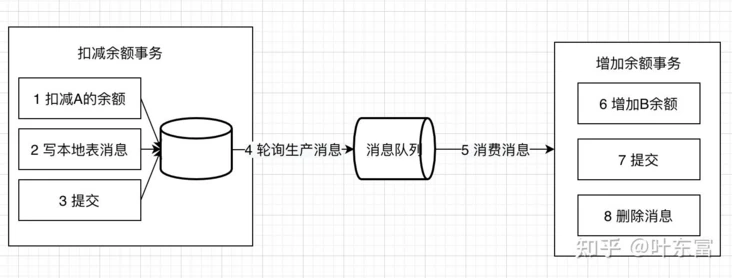 扣减余额事务
1 扣减A的余额
2 写本地表消息
3 提交
4 轮询生产消息
消息队列
5 消费消息
增加余额事务
6 增加B余额
7 提交
8 删除消息
知乎 @叶东富